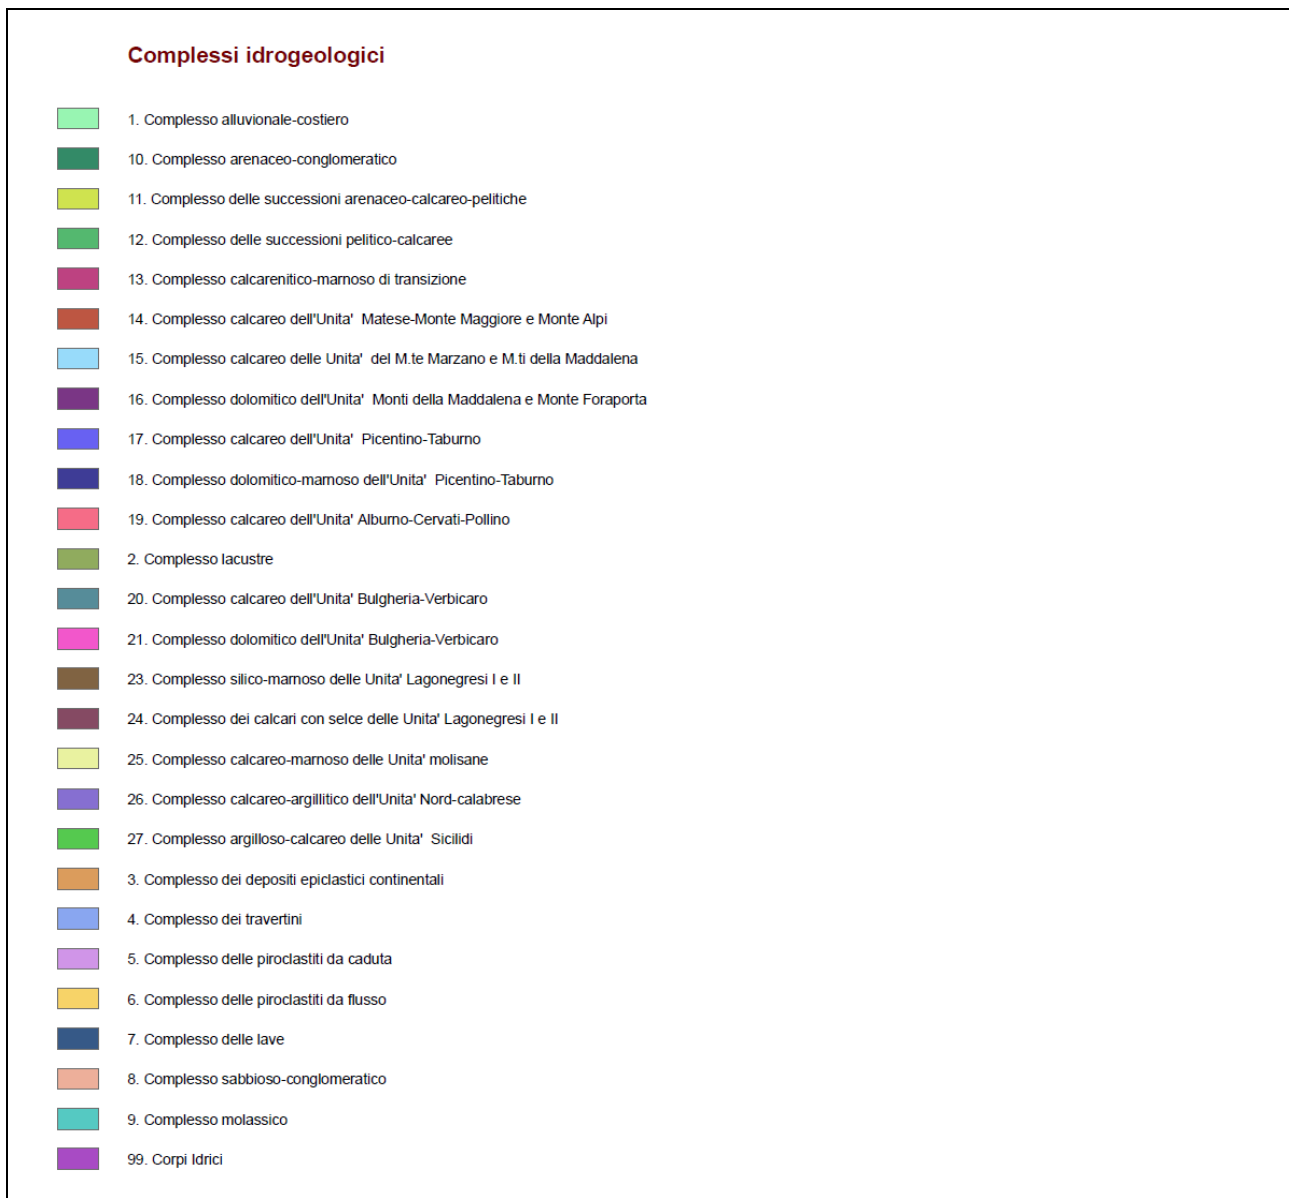 Complessi idrogeologici
1. Complesso alluvionale-costiero
10. Complesso arenaceo-conglomeratico
11. Complesso delle successioni arenaceo-calcareo-pelitiche
12. Complesso delle successioni pelitico-calcaree
13. Complesso calcarenitico-marnoso di transizione
14. Complesso calcareo dell'Unita' Matese-Monte Maggiore e Monte Alpi
15. Complesso calcareo delle Unita' del M.te Marzano e M.ti della Maddalena
16. Complesso dolomitico dell'Unita' Monti della Maddalena e Monte Foraporta
17. Complesso calcareo dell'Unita' Picentino-Taburno
18. Complesso dolomitico-marnoso dell'Unita' Picentino-Taburno
19. Complesso calcareo dell'Unita' Alburno-Cervati-Pollino
2. Complesso lacustre
20. Complesso calcareo dell'Unita' Bulgheria-Verbicaro
21. Complesso dolomitico dell'Unita' Bulgheria-Verbicaro
23. Complesso silico-marnoso delle Unita' Lagonegresi I e II
24. Complesso dei calcari con selce delle Unita' Lagonegresi I e II
25. Complesso calcareo-marnoso delle Unita' molisane
26. Complesso calcareo-argillitico dell'Unita' Nord-calabrese
27. Complesso argilloso-calcareo delle Unita' Sicilidi
3. Complesso dei depositi epiclastici continentali
4. Complesso dei travertini
5. Complesso delle piroclastiti da caduta
6. Complesso delle piroclastiti da flusso
7. Complesso delle lave
8. Complesso sabbioso-conglomeratico
9. Complesso molassico
99. Corpi Idrici